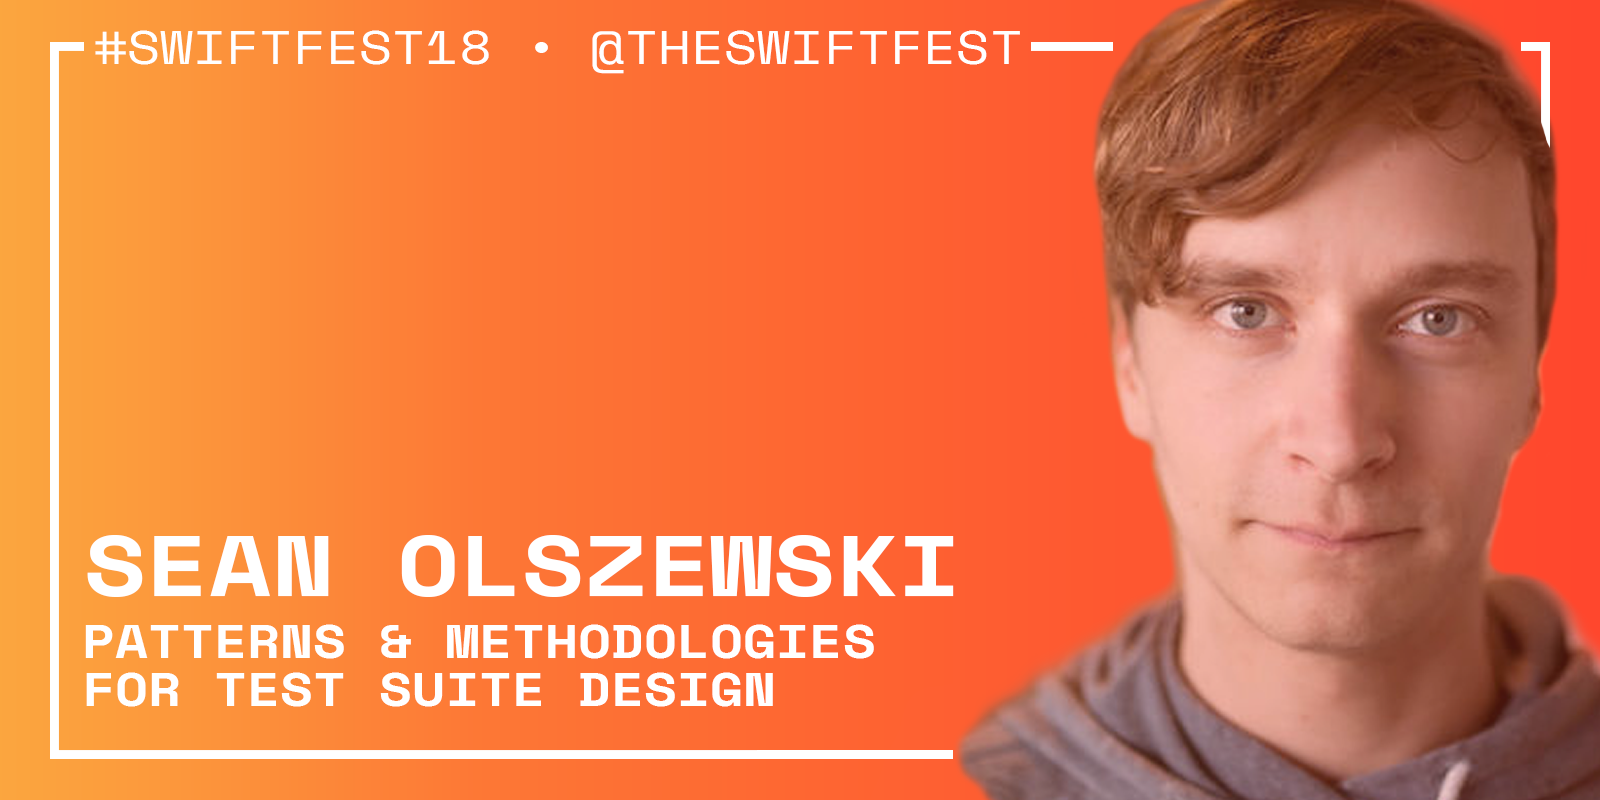 #SWIFTFEST18 • @THESWIFTFEST
SEAN OLSZEWSKI
PATTERNS & METHODOLOGIES
FOR TEST SUITE DESIGN